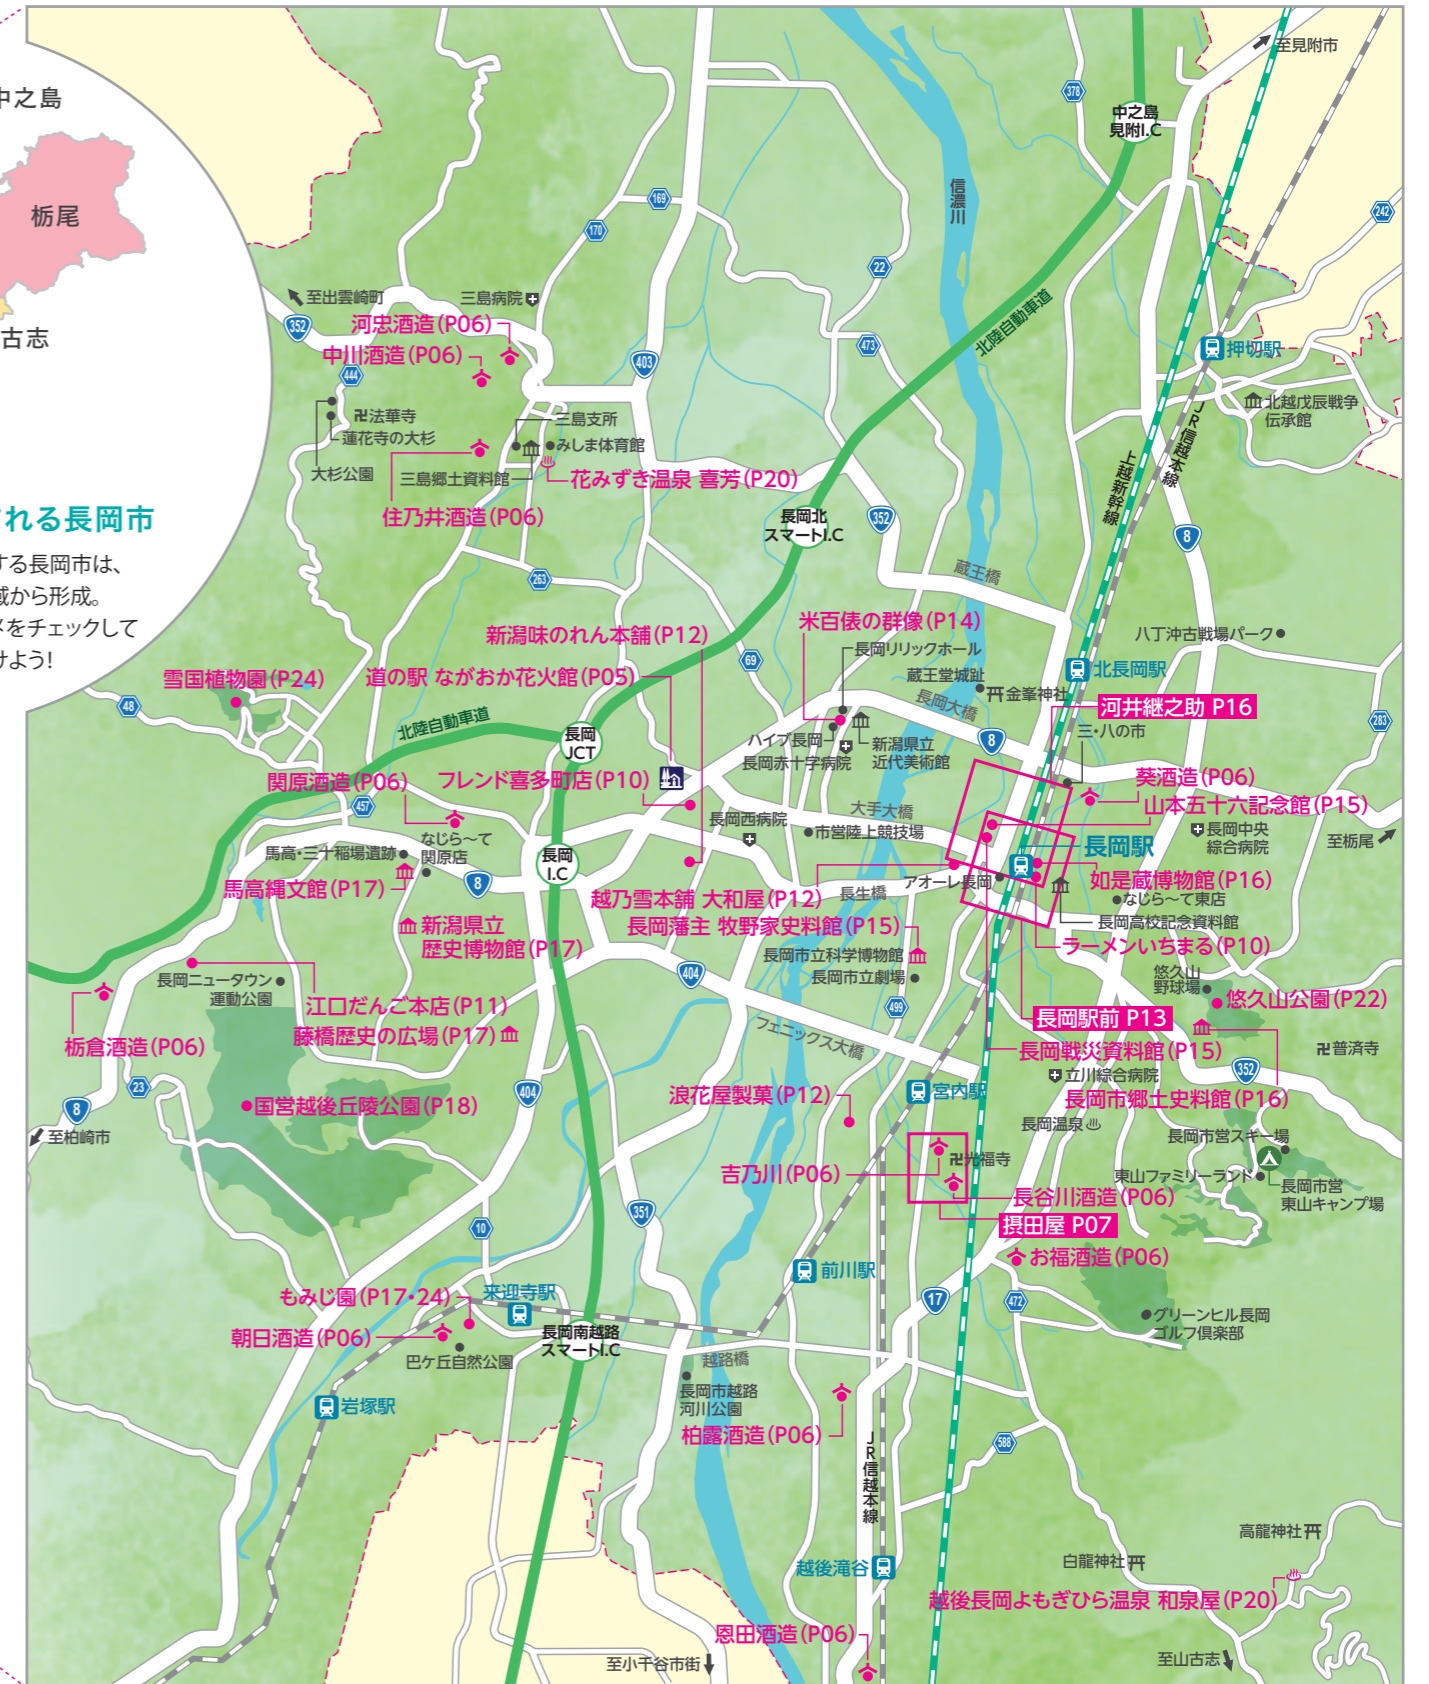 中之島
栃尾
古志
れる長岡市
する長岡市は、
域から形成。
メをチェックして
けよう!
至見附市
378
中之島
見附I.C
信濃川
169
170
242
22
至出雲崎町
三島病院
352
河忠酒造(P06)
北陸自動車道
中川酒造(P06)
473
403
押切駅
444
卍法華寺
三島支所
北越戊辰戦争
伝承館
蓮花寺の大杉
みしま体育館
JR信越本線
大杉公園
三島郷土資料館
花みずき温泉 喜芳(P20)
上越新幹線
住乃井酒造(P06)
長岡北
スマートI.C
352
8
263
蔵王橋
新潟味のれん本舗(P12)
米百俵の群像(P14)
八丁沖古戦場パーク
長岡リリックホール
69
道の駅 ながおか花火館(P05)
蔵王堂城址
北長岡駅
雪国植物園(P24)
金峯神社
48
長岡大橋
河井継之助 P16
283
北陸自動車道
長岡
JCT
ハイブ長岡
新潟県立
近代美術館
8
三・八の市
長岡赤十字病院
関原酒造(P06)
フレンド喜多町店(P10)
葵酒造(P06)
457
大手大橋
山本五十六記念館(P15)
長岡西病院
市営陸上競技場
長岡中央
綜合病院
至栃尾
なじら〜て
関原店
馬高・三十稲場遺跡
長岡
I.C
長岡駅
馬高縄文館(P17)
8
アオーレ長岡
如是蔵博物館(P16)
越乃雪本舗 大和屋(P12)
長生橋
なじら〜て東店
新潟県立
歴史博物館(P17)
長岡藩主 牧野家史料館(P15)
長岡高校記念資料館
ラーメンいちまる(P10)
長岡市立科学博物館
長岡ニュータウン
運動公園
404
長岡市立劇場
悠久山
野球場
悠久山公園(P22)
江口だんご本店(P11)
499
長岡駅前 P13
藤橋歴史の広場(P17)
フェニックス大橋
栃倉酒造(P06)
長岡戦災資料館(P15)
卍普済寺
352
立川綜合病院
23
404
宮内駅
長岡市郷土史料館(P16)
浪花屋製菓(P12)
国営越後丘陵公園(P18)
8
長岡温泉
至柏崎市
長岡市営スキー場
卍光福寺
吉乃川(P06)
東山ファミリーランド
長岡市営
東山キャンプ場
長谷川酒造(P06)
351
摂田屋 P07
10
お福酒造(P06)
前川駅
来迎寺駅
もみじ園(P17・24)
17
472
グリーンヒル長岡
ゴルフ倶楽部
朝日酒造(P06)
長岡南越路
スマートI.C
巴ケ丘自然公園
越路橋
長岡市越路
河川公園
岩塚駅
柏露酒造(P06)
588
JR信越本線
高龍神社
白龍神社
越後滝谷
越後長岡よもぎひら温泉 和泉屋(P20)
恩田酒造(P06)
至小千谷市街
至山古志